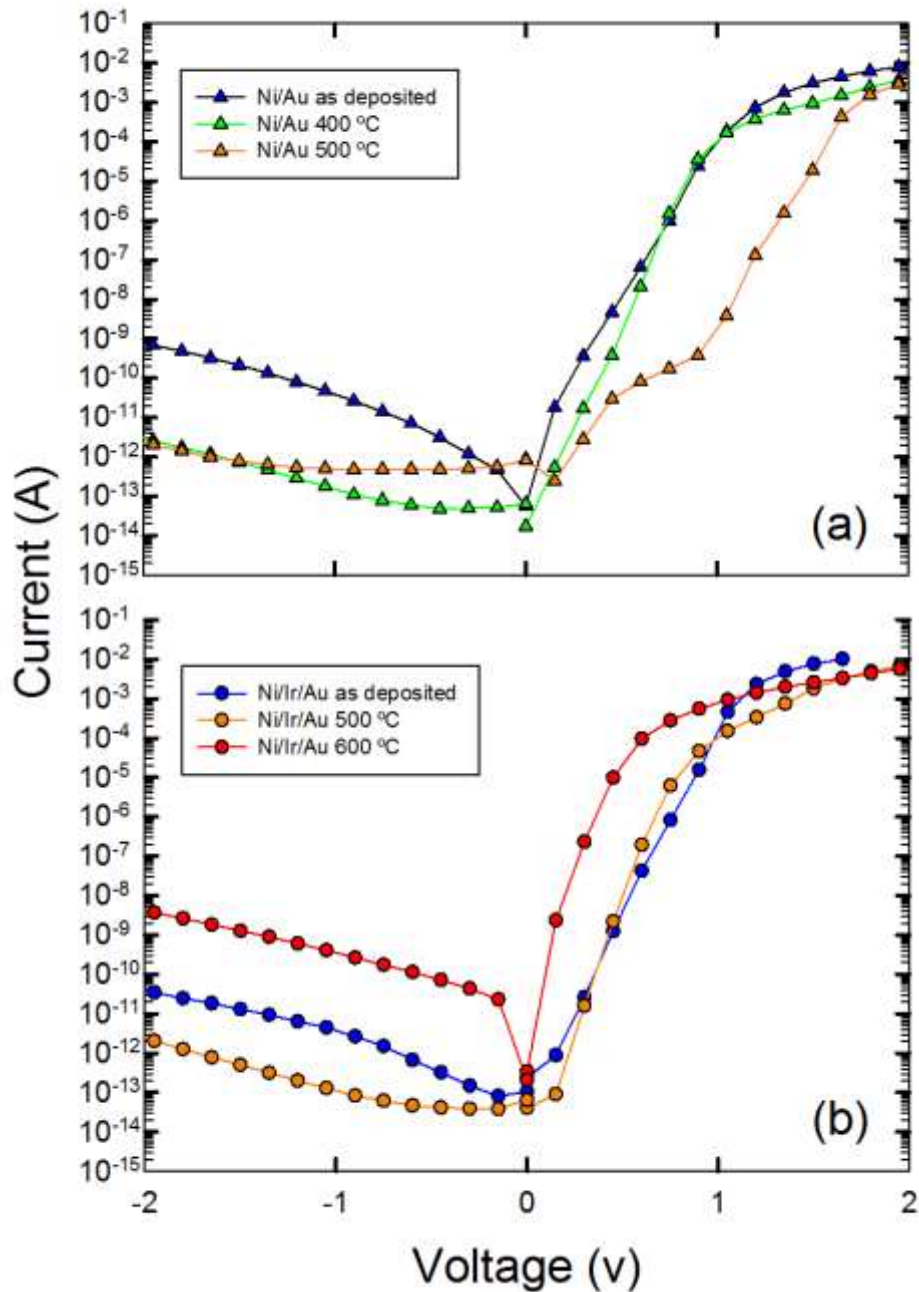 Current (A)
10⁻¹
10⁻²
10⁻³
10⁻⁴
10⁻⁵
10⁻⁶
10⁻⁷
10⁻⁸
10⁻⁹
10⁻¹⁰
10⁻¹¹
10⁻¹²
10⁻¹³
10⁻¹⁴
10⁻¹⁵
Ni/Au as deposited
Ni/Au 400 ºC
Ni/Au 500 ºC
(a)
10⁻¹
10⁻²
10⁻³
10⁻⁴
10⁻⁵
10⁻⁶
10⁻⁷
10⁻⁸
10⁻⁹
10⁻¹⁰
10⁻¹¹
10⁻¹²
10⁻¹³
10⁻¹⁴
10⁻¹⁵
Ni/Ir/Au as deposited
Ni/Ir/Au 500 ºC
Ni/Ir/Au 600 ºC
(b)
-2 -1 0 1 2
Voltage (v)